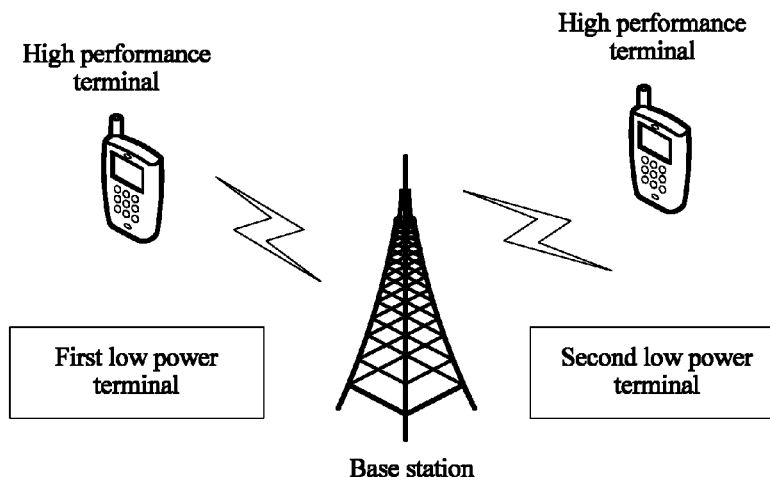 High performance
terminal
High performance
terminal
First low power
terminal
Second low power
terminal
Base station